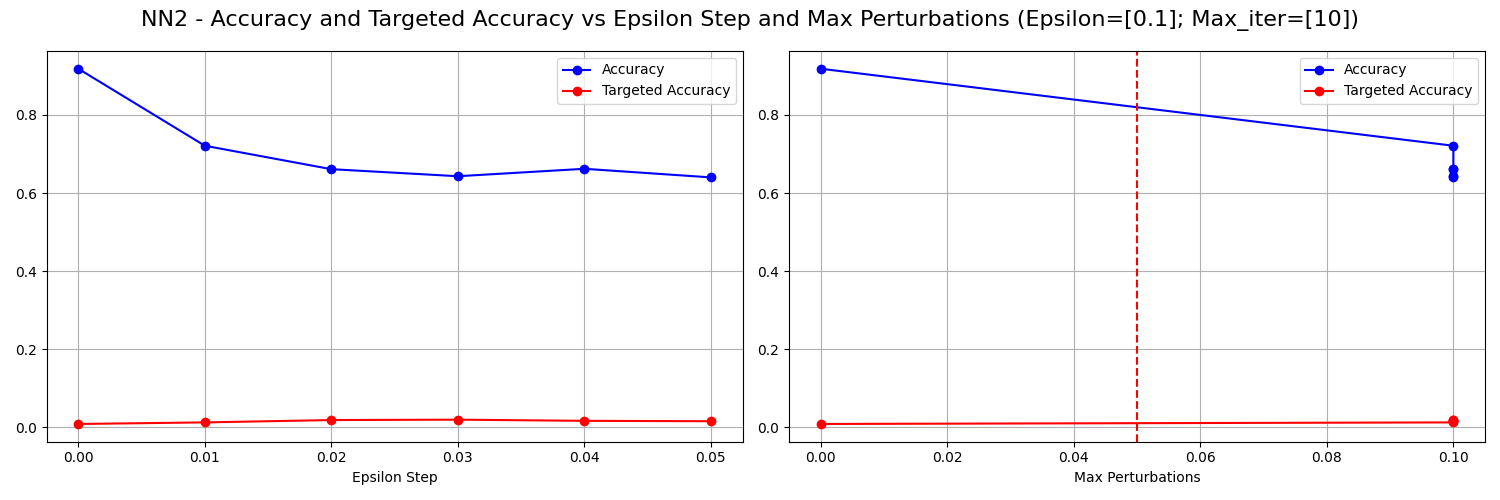 NN2 - Accuracy and Targeted Accuracy vs Epsilon Step and Max Perturbations (Epsilon=[0.1]; Max_iter=[10])
Accuracy
Targeted Accuracy
0.8
0.6
0.4
0.2
0.0
0.00 0.01 0.02 0.03 0.04 0.05
Epsilon Step
Accuracy
Targeted Accuracy
0.8
0.6
0.4
0.2
0.0
0.00 0.02 0.04 0.06 0.08 0.10
Max Perturbations